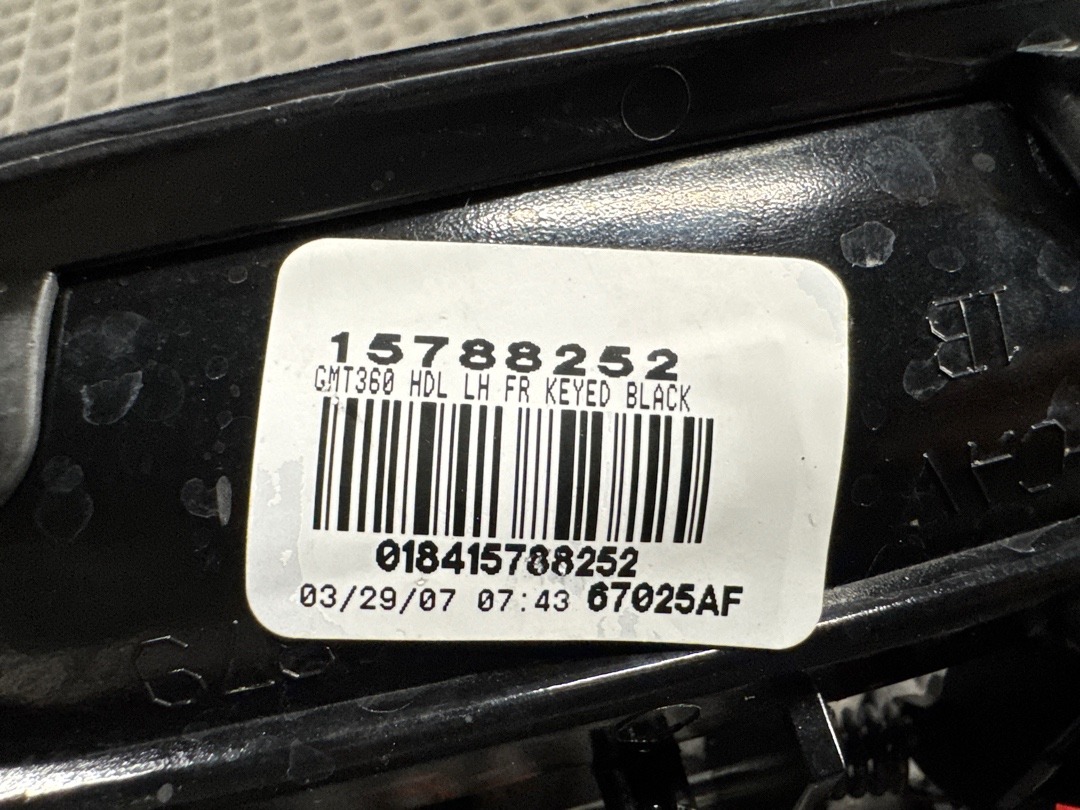 15788252
GMT360 HDL LH FR KEYED BLACK
018415788252
03/29/07 07:43 67025AF